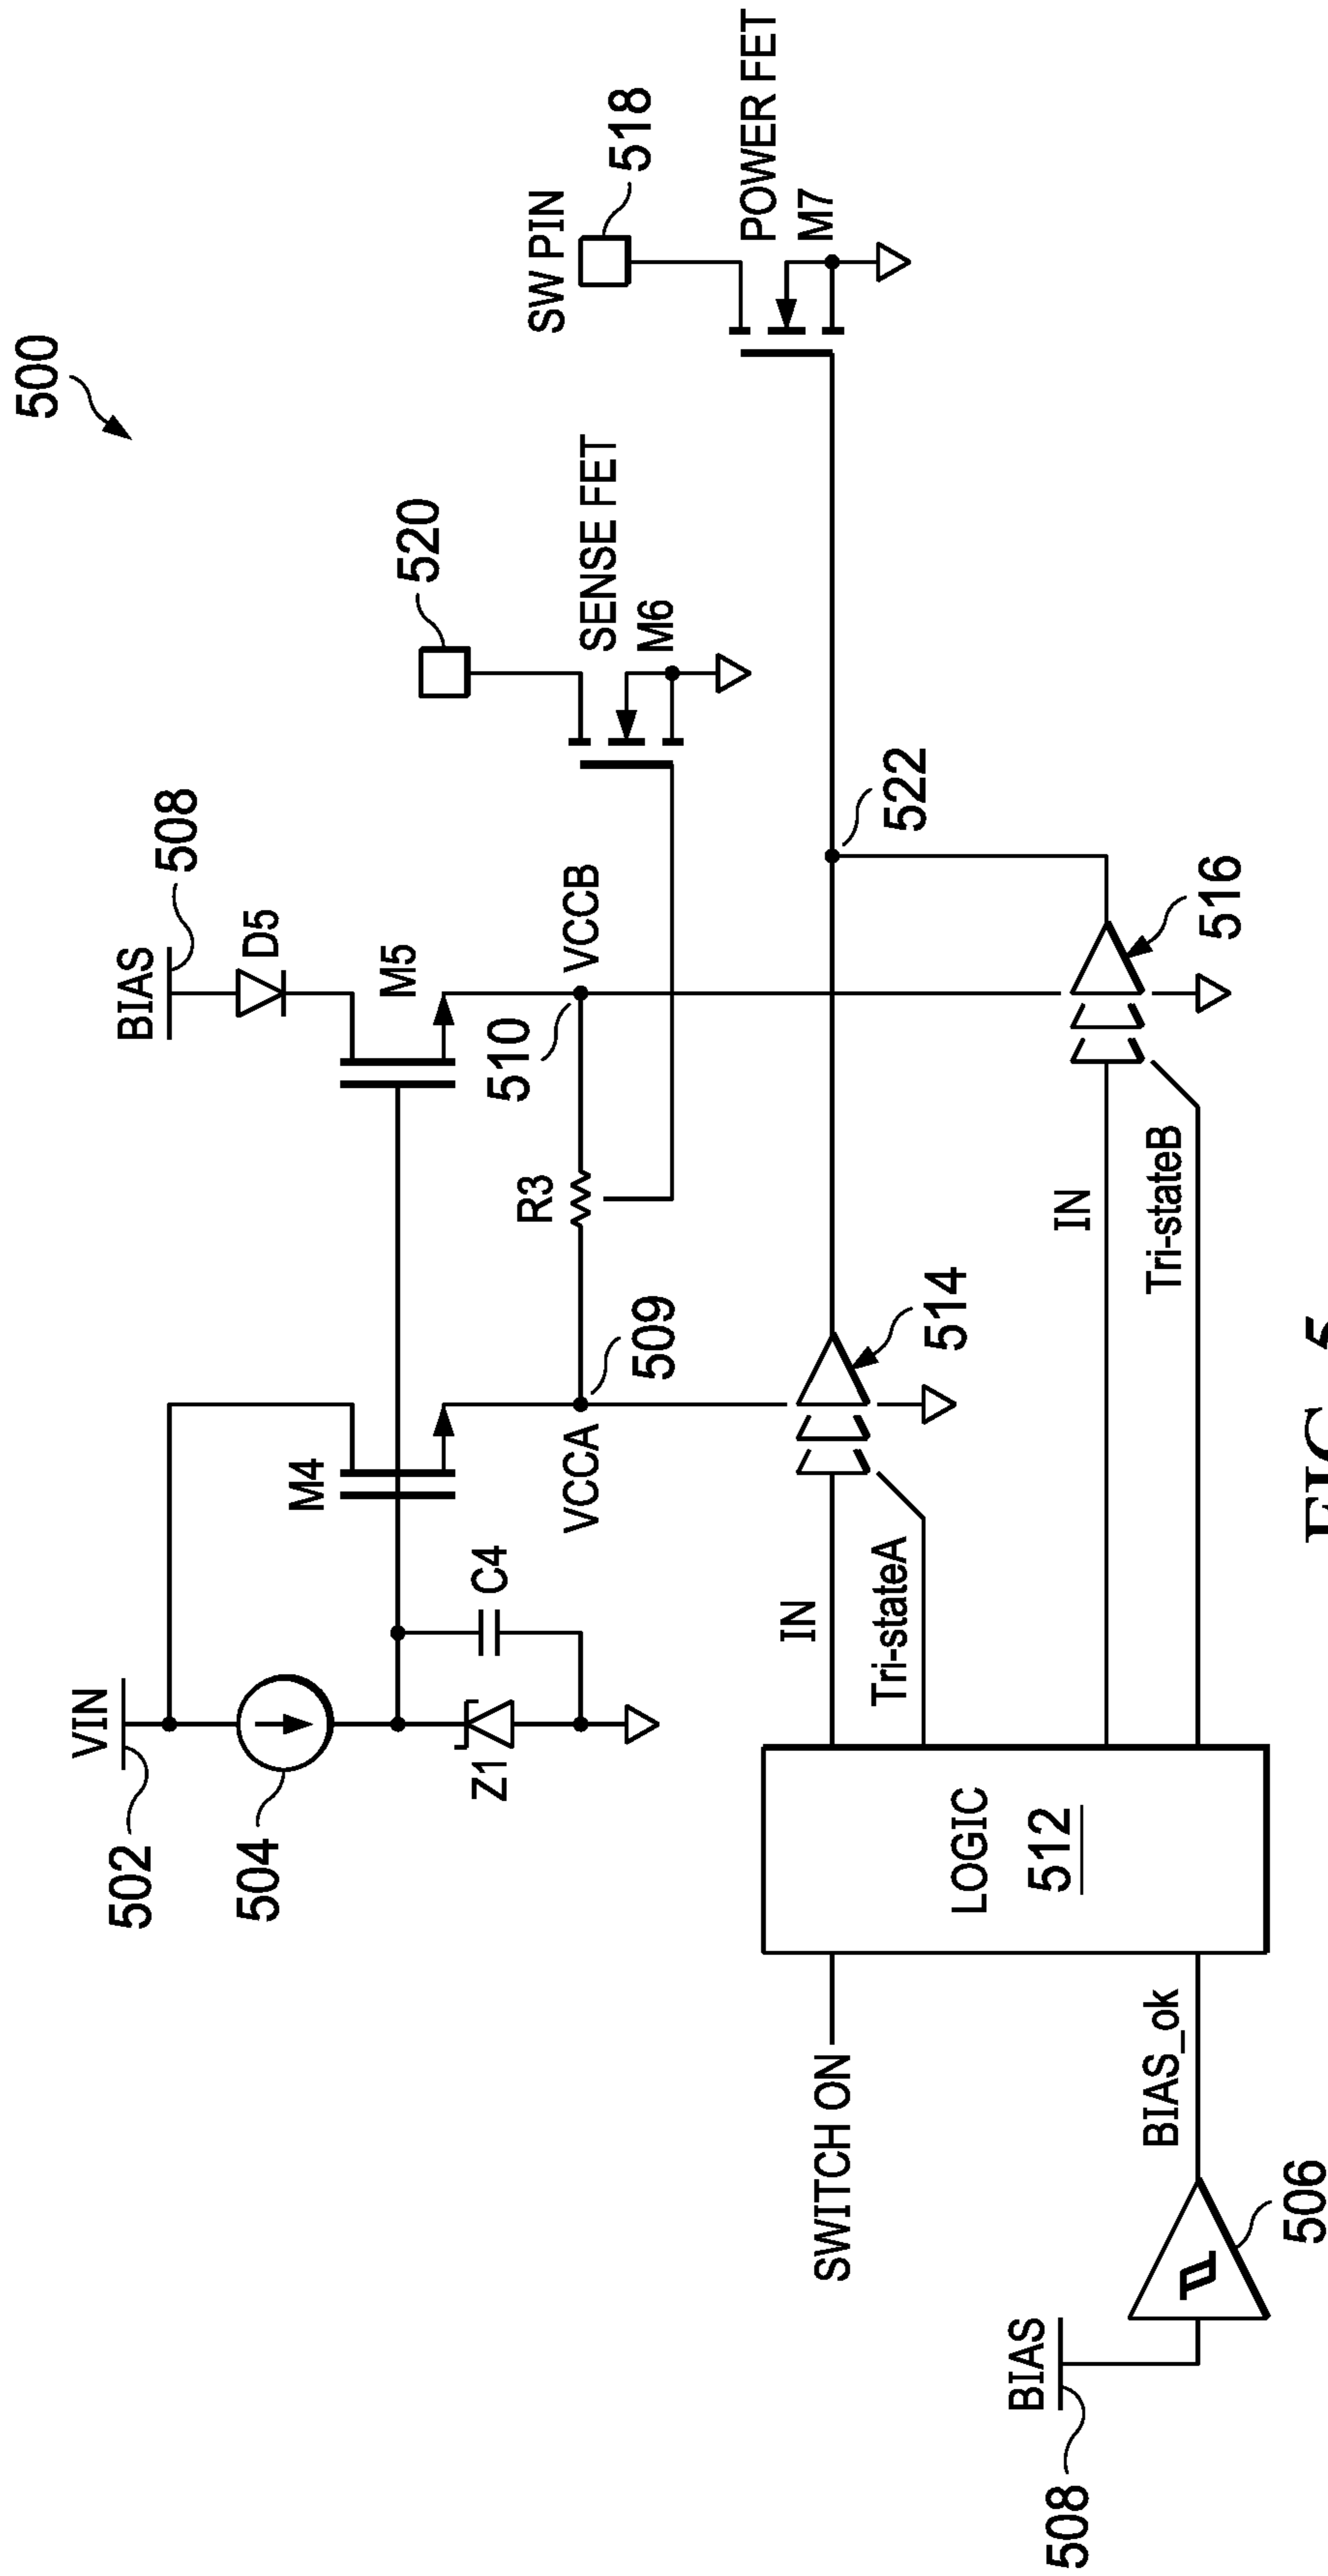 500
VIN
502
504
Z1
C4
M4
VCCA
509
R3
BIAS
508
D5
M5
510
VCCB
520
SENSE FET
M6
SW PIN
518
POWER FET
M7
522
SWITCH ON
LOGIC
512
IN
Tri-stateA
514
IN
Tri-stateB
516
BIAS
508
506
BIAS_ok